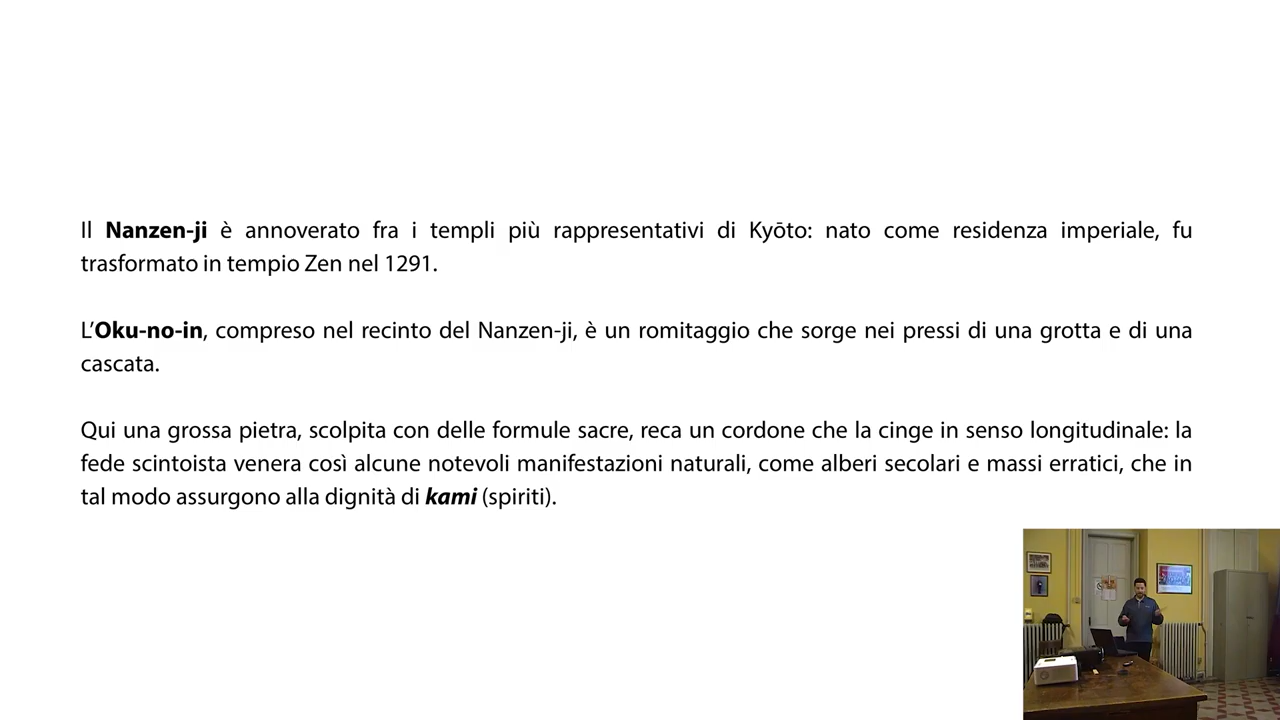 Il Nanzen-ji è annoverato fra i templi più rappresentativi di Kyōto: nato come residenza imperiale, fu
trasformato in tempio Zen nel 1291.
L’Oku-no-in, compreso nel recinto del Nanzen-ji, è un romitaggio che sorge nei pressi di una grotta e di una
cascata.
Qui una grossa pietra, scolpita con delle formule sacre, reca un cordone che la cinge in senso longitudinale: la
fede scintoista venera così alcune notevoli manifestazioni naturali, come alberi secolari e massi erratici, che in
tal modo assurgono alla dignità di kami (spiriti).